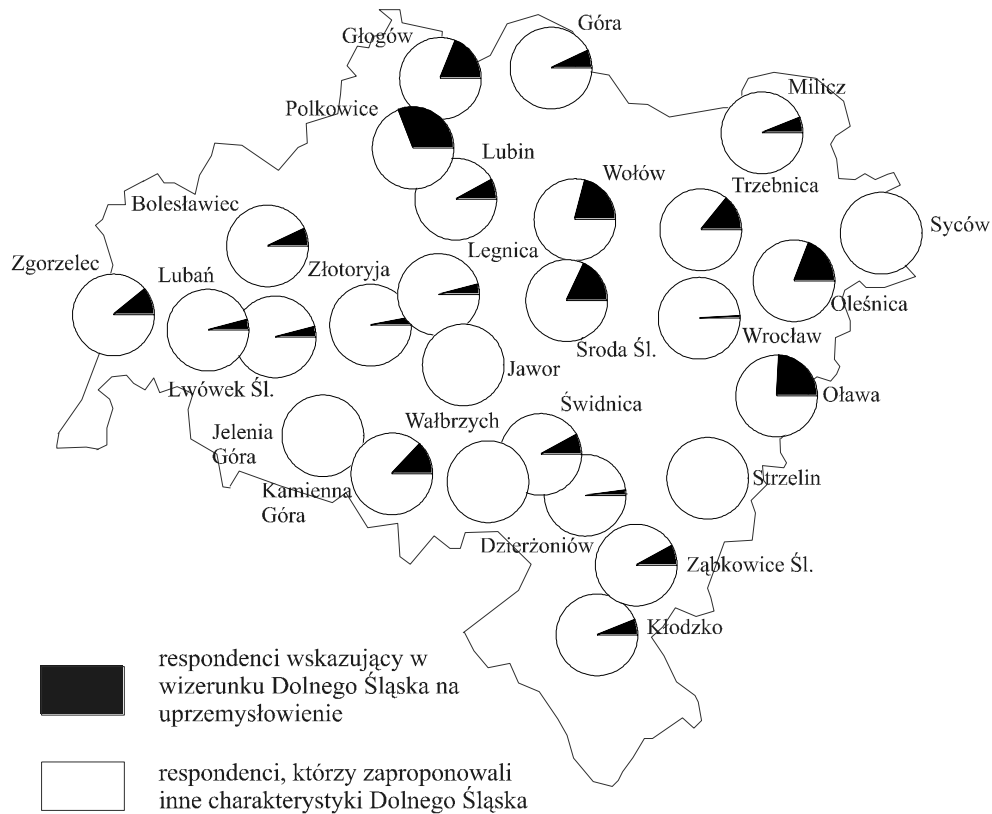 Głogów
Góra
Milicz
Polkowice
Lubin
Wołów
Trzebnica
Bolesławiec
Syców
Legnica
Zgorzelec
Lubań
Złotoryja
Oleśnica
Wrocław
Środa Śl.
Jawor
Lwówek Śl.
Oława
Świdnica
Wałbrzych
Jelenia
Góra
Strzelin
Kamienna
Góra
Dzierżoniów
Ząbkowice Śl.
Kłodzko
respondenci wskazujący w
wizerunku Dolnego Śląska na
uprzemysłowienie
respondenci, którzy zaproponowali
inne charakterystyki Dolnego Śląska